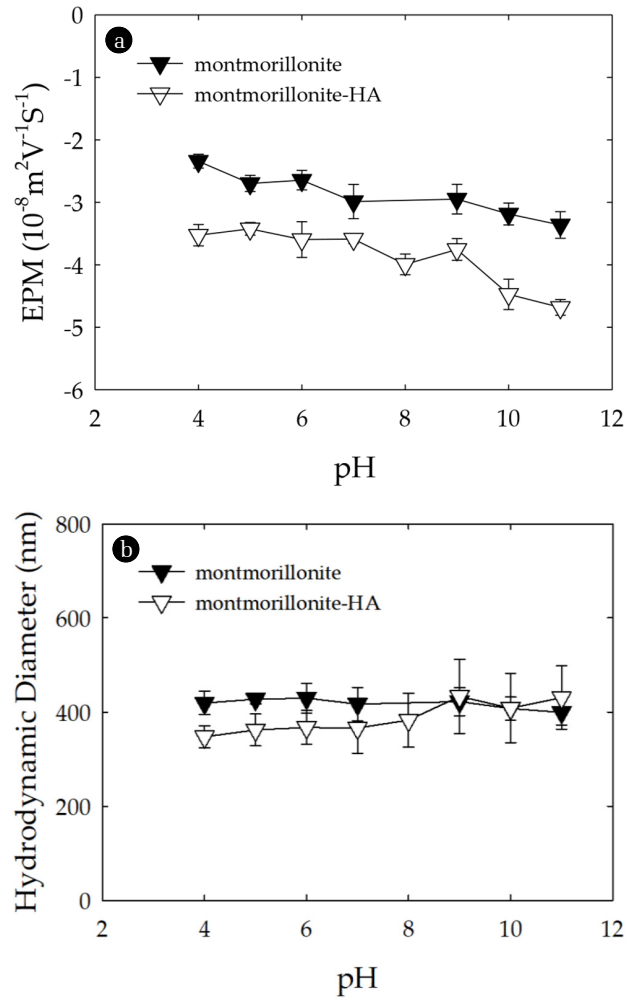 a
montmorillonite
montmorillonite-HA
EPM (10⁻⁸m²V⁻¹S⁻¹)
0
-1
-2
-3
-4
-5
-6
2 4 6 8 10 12
pH
b
montmorillonite
montmorillonite-HA
Hydrodynamic Diameter (nm)
800
600
400
200
0
2 4 6 8 10 12
pH